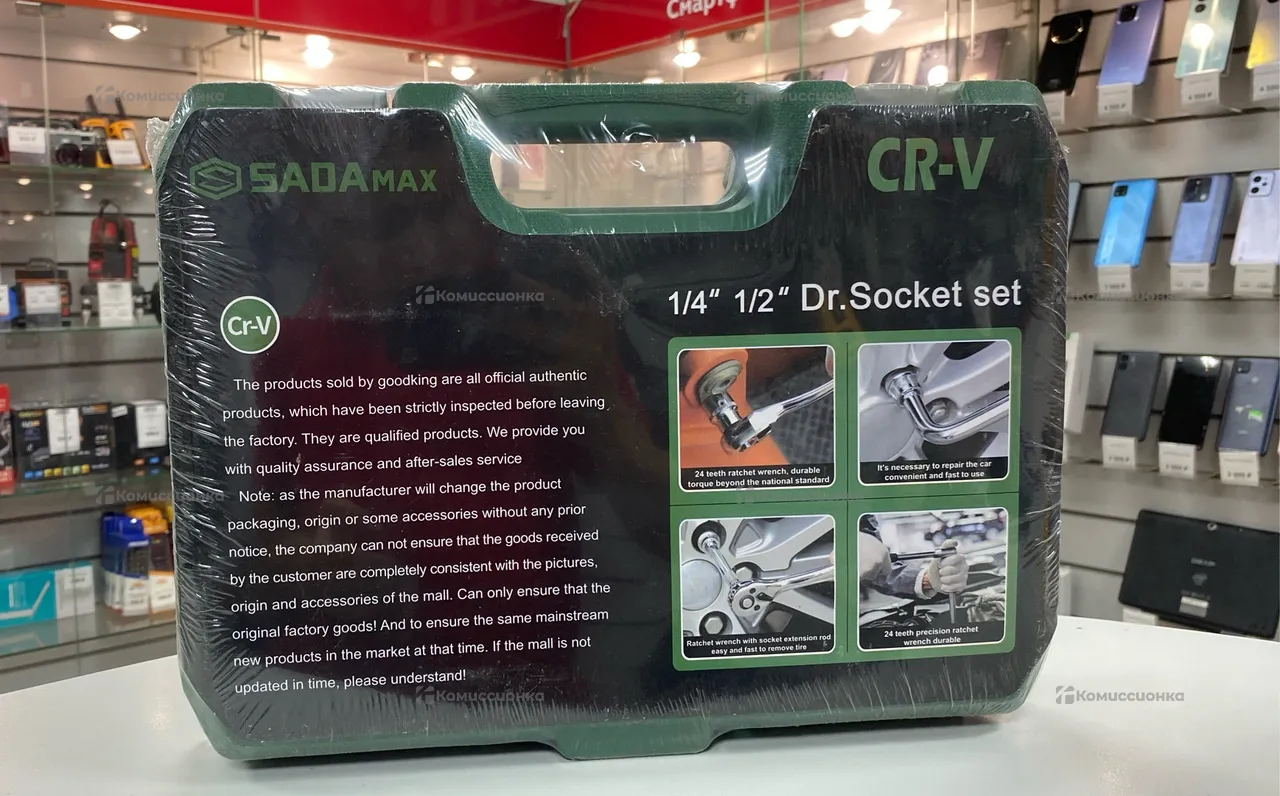 Смартф
SADAMAX
CR-V
Cr-V
1/4“ 1/2“ Dr.Socket set
The products sold by goodking are all official authentic
products, which have been strictly inspected before leaving
the factory. They are qualified products. We provide you
with quality assurance and after-sales service
Note: as the manufacturer will change the product
packaging, origin or some accessories without any prior
notice, the company can not ensure that the goods received
by the customer are completely consistent with the pictures,
origin and accessories of the mall. Can only ensure that the
original factory goods! And to ensure the same mainstream
new products in the market at that time. If the mall is not
updated in time, please understand!
24 teeth ratchet wrench, durable
torque beyond the national standard
It's necessary to repair the car
convenient and fast to use
Ratchet wrench with socket extension rod
easy and fast to remove tire
24 teeth precision ratchet
wrench durable
Комиссионка
Комиссионка
Комиссионка
Комиссионка
Комиссионка
Комиссионка